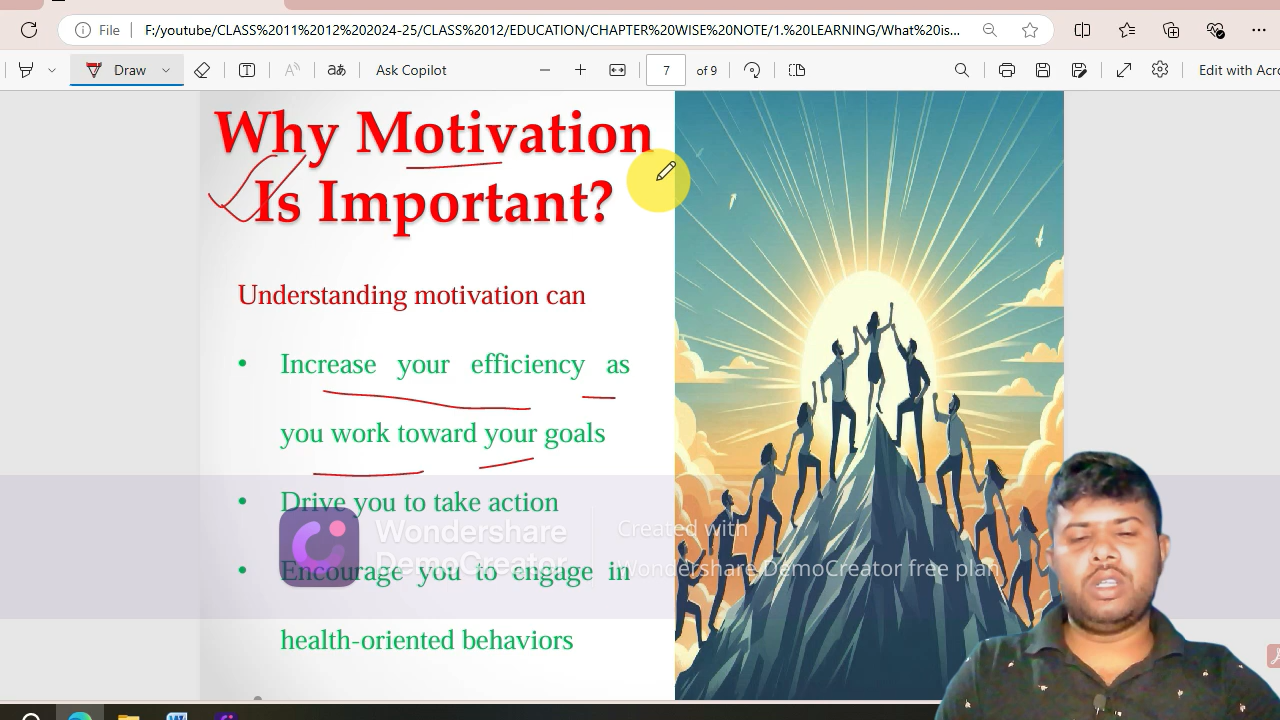 File
F:/youtube/CLASS%2011%2012%202024-25/CLASS%2012/EDUCATION/CHAPTER%20WISE%20NOTE/1.%20LEARNING/What%20is...
Draw
Ask Copilot
7 of 9
Edit with Acro
Why Motivation
Is Important?
Understanding motivation can
• Increase your efficiency as
you work toward your goals
• Drive you to take action
• Encourage you to engage in
health-oriented behaviors
Wondershare
DemoCreator
Created with
Wondershare DemoCreator free plan